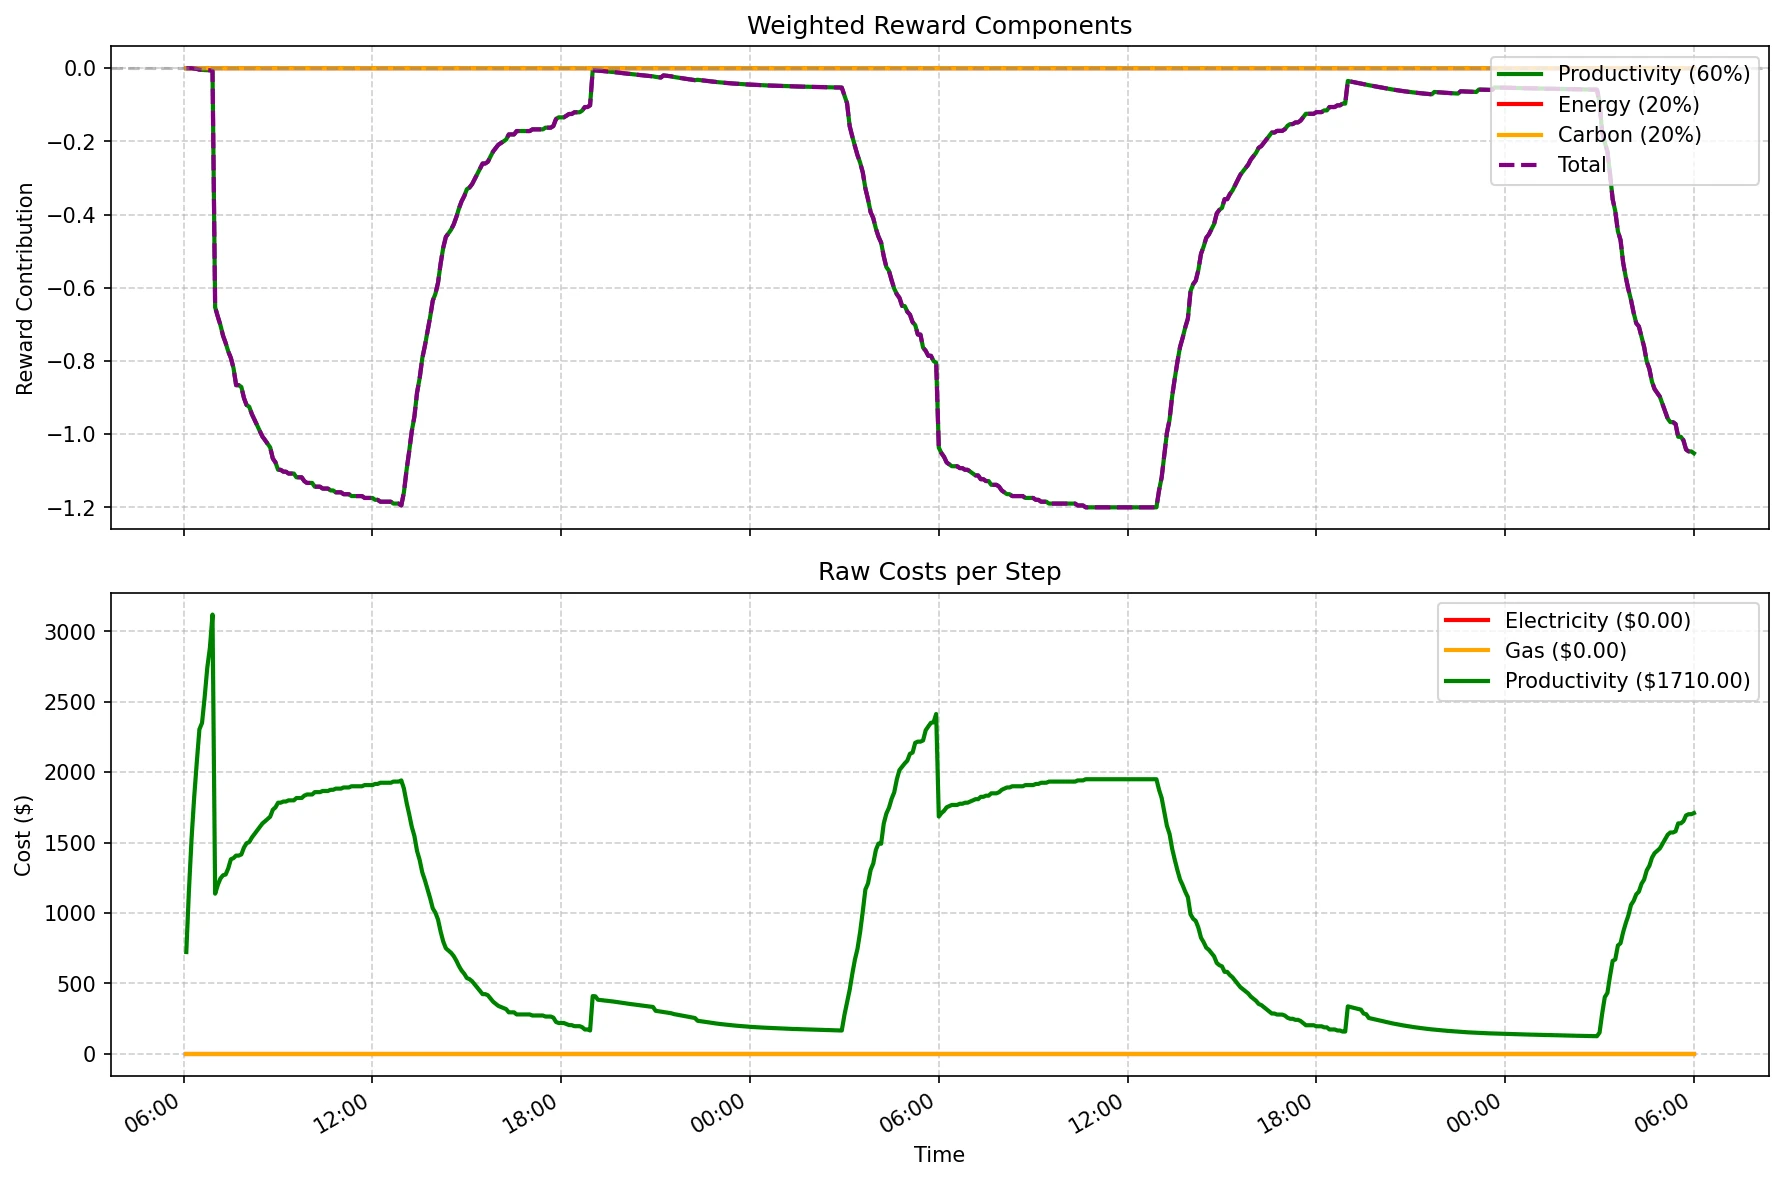 Weighted Reward Components
Reward Contribution
0.0
−0.2
−0.4
−0.6
−0.8
−1.0
−1.2
Productivity (60%)
Energy (20%)
Carbon (20%)
Total
Raw Costs per Step
Cost ($)
3000
2500
2000
1500
1000
500
0
Electricity ($0.00)
Gas ($0.00)
Productivity ($1710.00)
06:00 12:00 18:00 00:00 06:00 12:00 18:00 00:00 06:00
Time